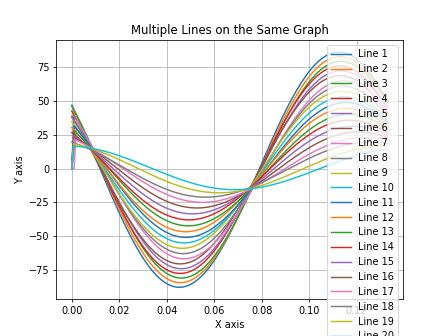 Multiple Lines on the Same Graph
Y axis
75
50
25
0
−25
−50
−75
0.00
0.02
0.04
0.06
0.08
0.10
X axis
Line 1
Line 2
Line 3
Line 4
Line 5
Line 6
Line 7
Line 8
Line 9
Line 10
Line 11
Line 12
Line 13
Line 14
Line 15
Line 16
Line 17
Line 18
Line 19
Line 20